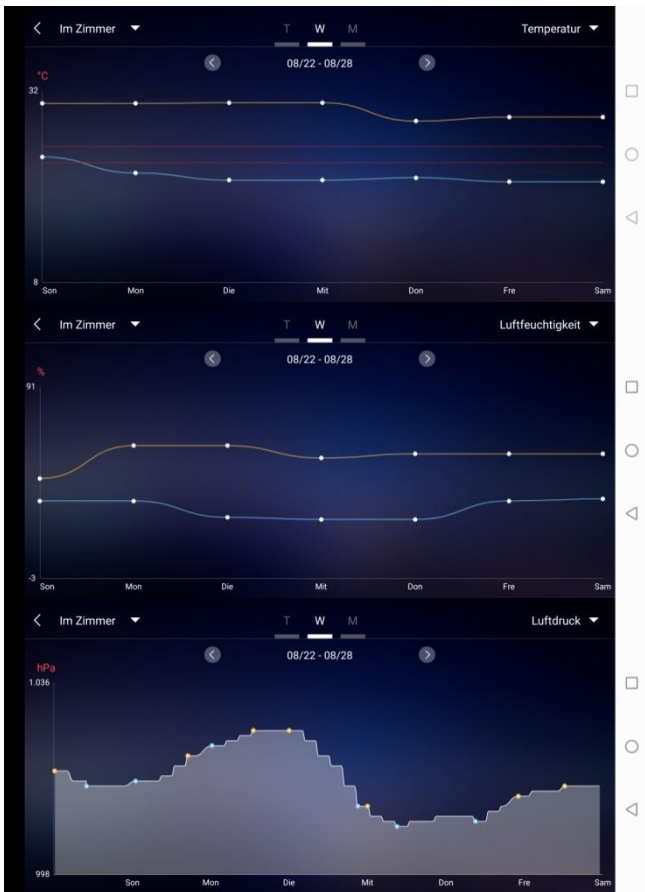 Im Zimmer T W M Temperatur
08/22 - 08/28
°C
32
8
Son Mon Die Mit Don Fre Sam
Im Zimmer T W M Luftfeuchtigkeit
08/22 - 08/28
%
91
-3
Son Mon Die Mit Don Fre Sam
Im Zimmer T W M Luftdruck
08/22 - 08/28
hPa
1.036
998
Son Mon Die Mit Don Fre Sam